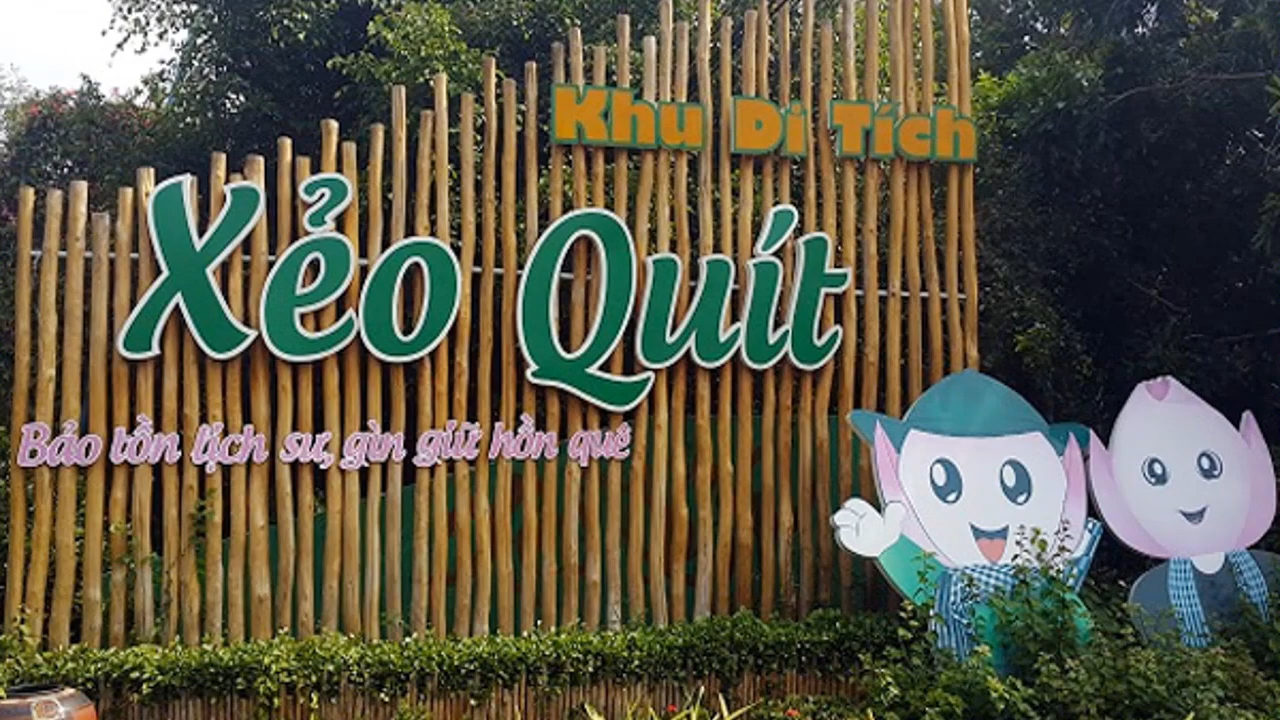 Khu Di Tích
Xẻo Quít
Bảo tồn lịch sử, gìn giữ hồn quê